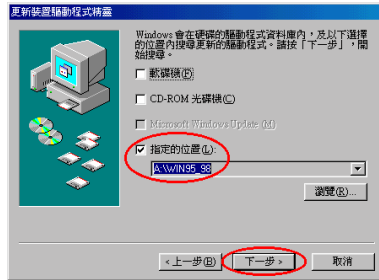 更新裝置驅動程式精靈
Windows 會在硬碟的驅動程式資料庫內，及以下選擇
的位置內搜尋更新的驅動程式。請按「下一步」，開
始搜尋。
軟碟機(F)
CD-ROM 光碟機(C)
Microsoft Windows Update (M)
指定的位置(L):
A:\WIN95_98
瀏覽(R)...
<上一步(B)
下一步 >
取消